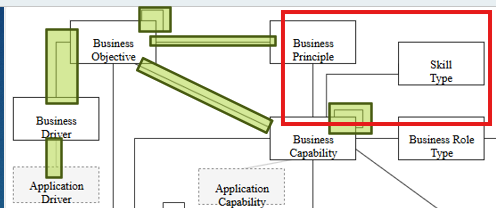 Business
Objective
Business
Principle
Skill
Type
Business
Driver
Business
Capability
Business Role
Type
Application
Driver
Application
Capability